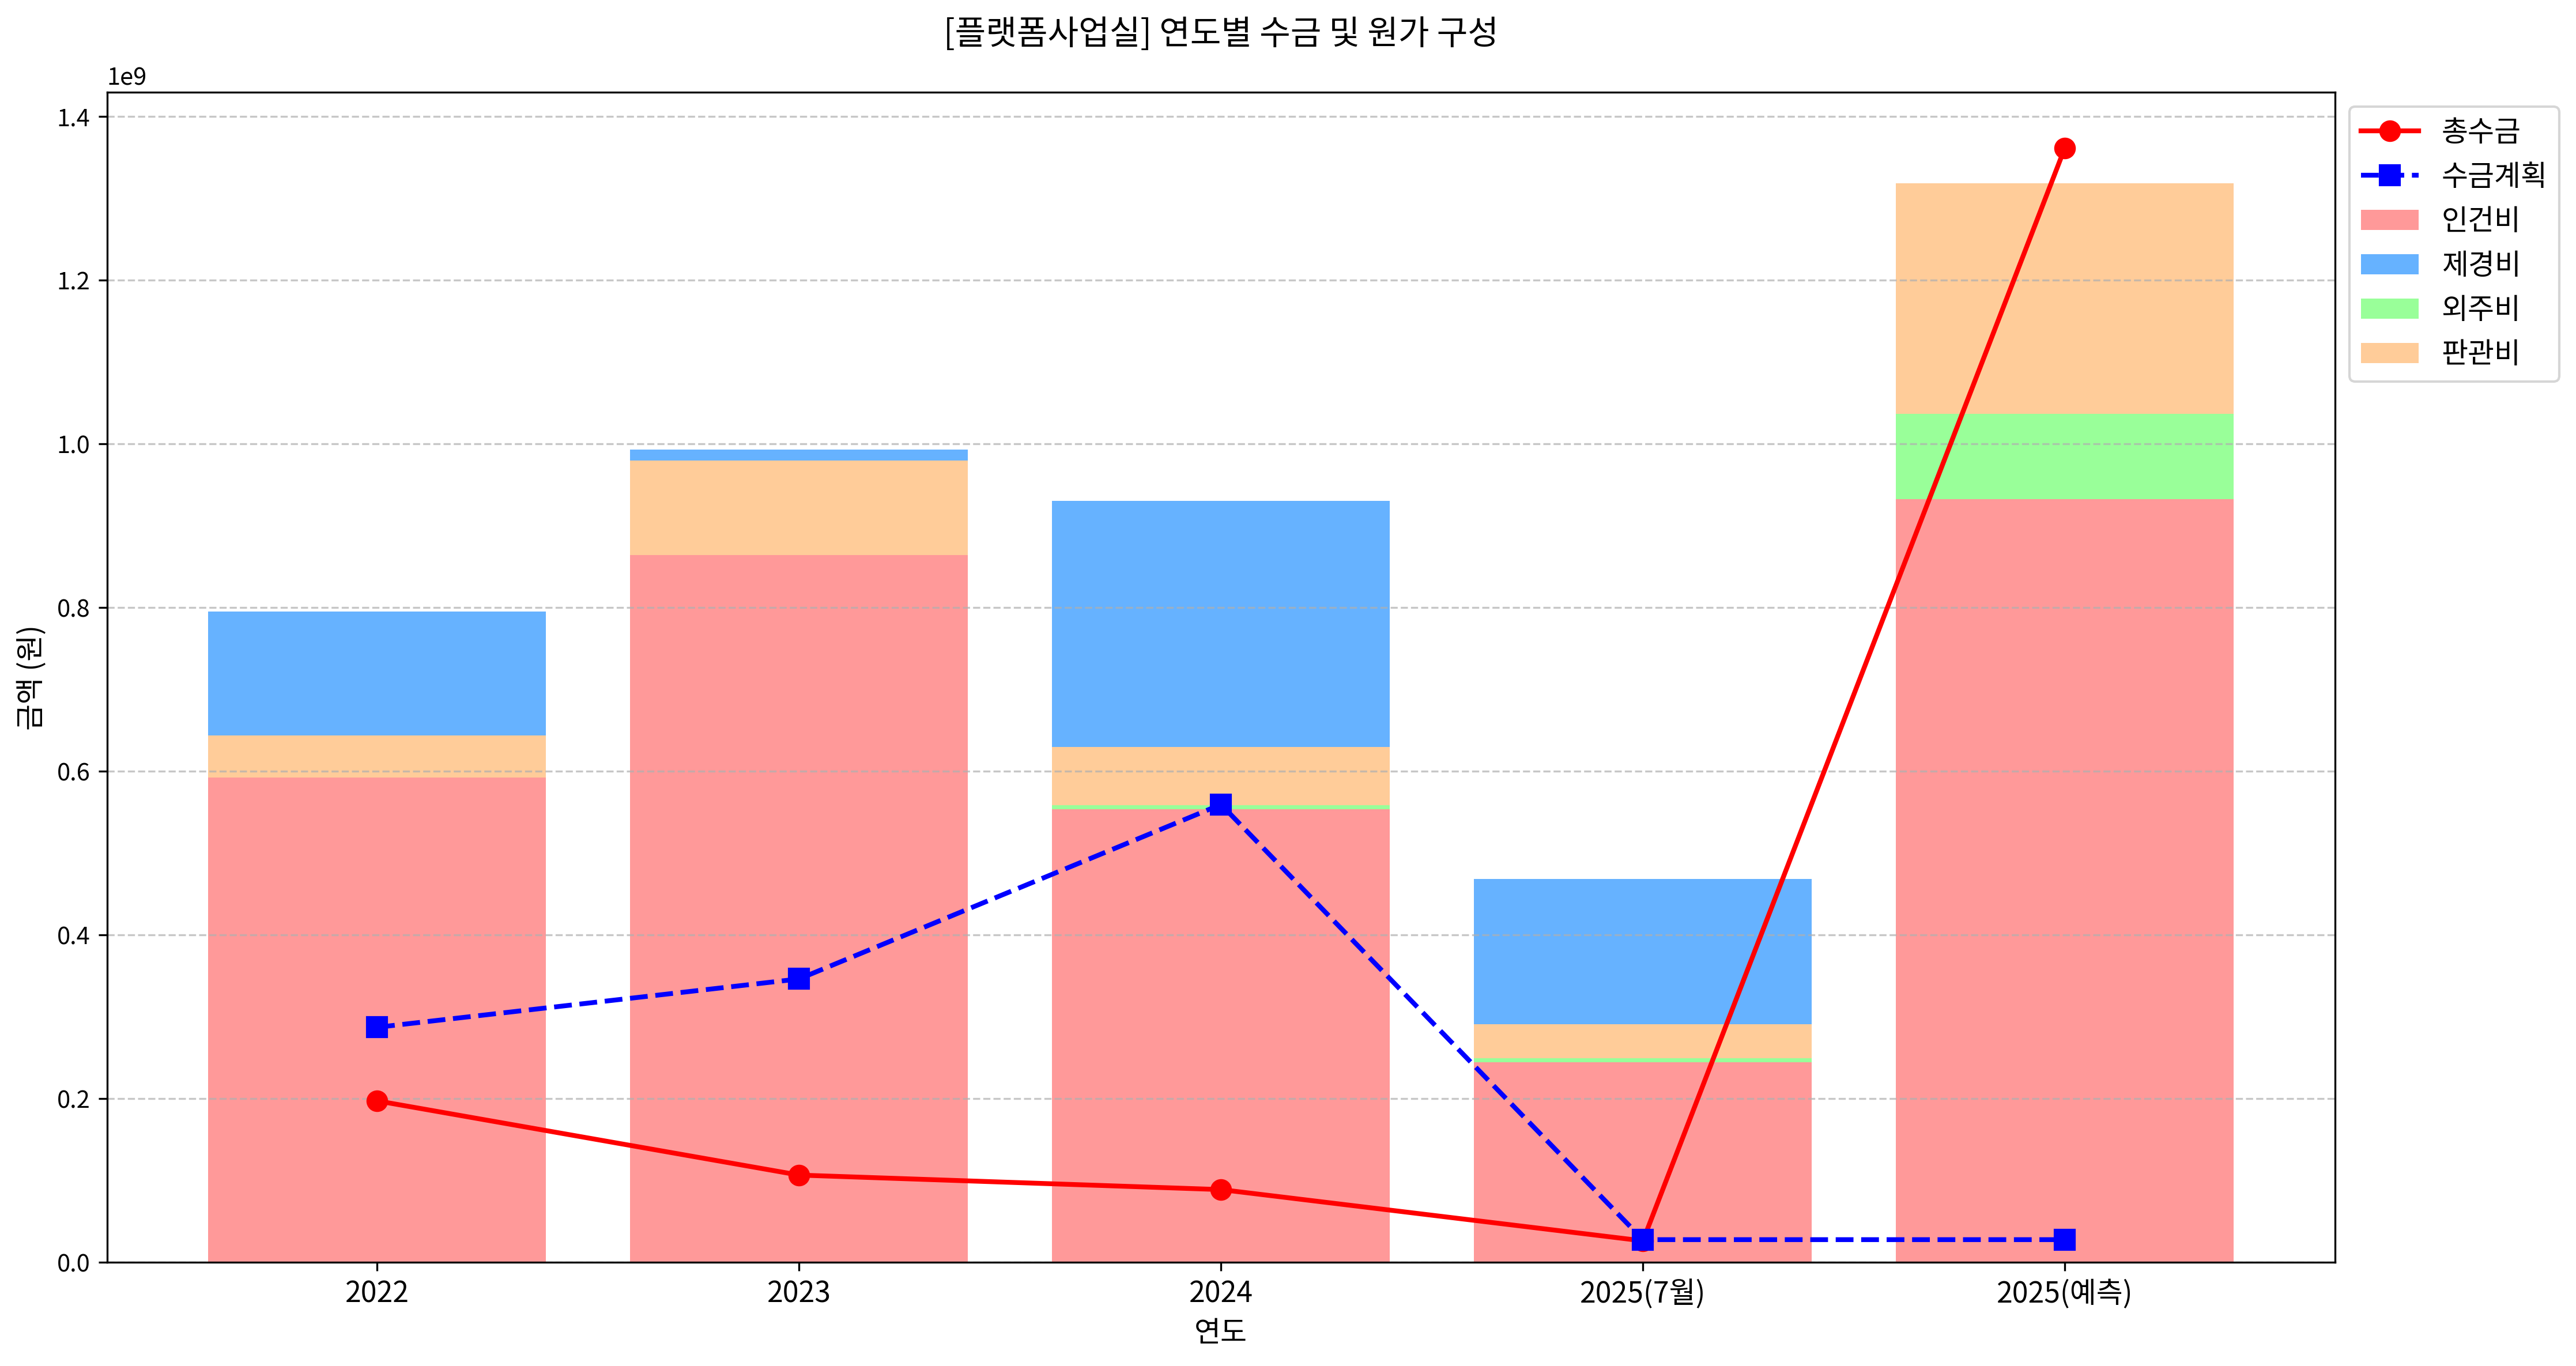 [플랫폼사업실] 연도별 수금 및 원가 구성
1e9
1.4
1.2
1.0
0.8
0.6
0.4
0.2
0.0
금액 (원)
2022
2023
2024
2025(7월)
2025(예측)
연도
총수금
수금계획
인건비
제경비
외주비
판관비